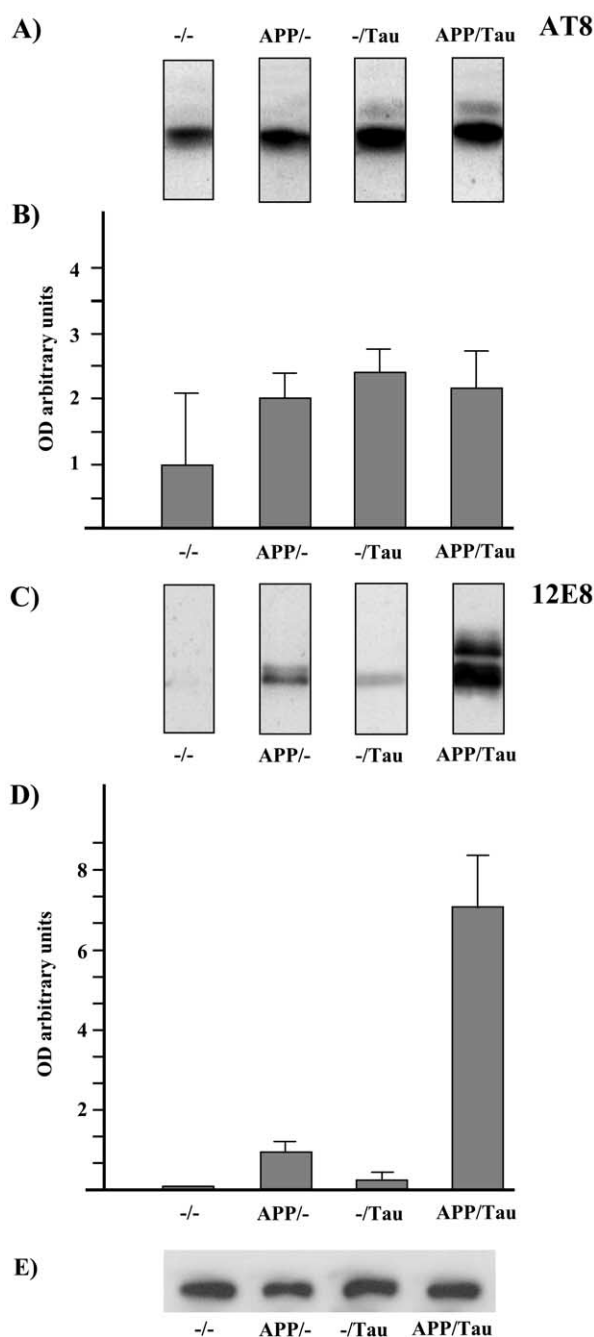 A) -/- APP/- -/Tau APP/Tau AT8
B)
OD arbitrary units
4
3
2
1
-/- APP/- -/Tau APP/Tau
C) 12E8
-/- APP/- -/Tau APP/Tau
D)
OD arbitrary units
8
6
4
2
-/- APP/- -/Tau APP/Tau
E)
-/- APP/- -/Tau APP/Tau